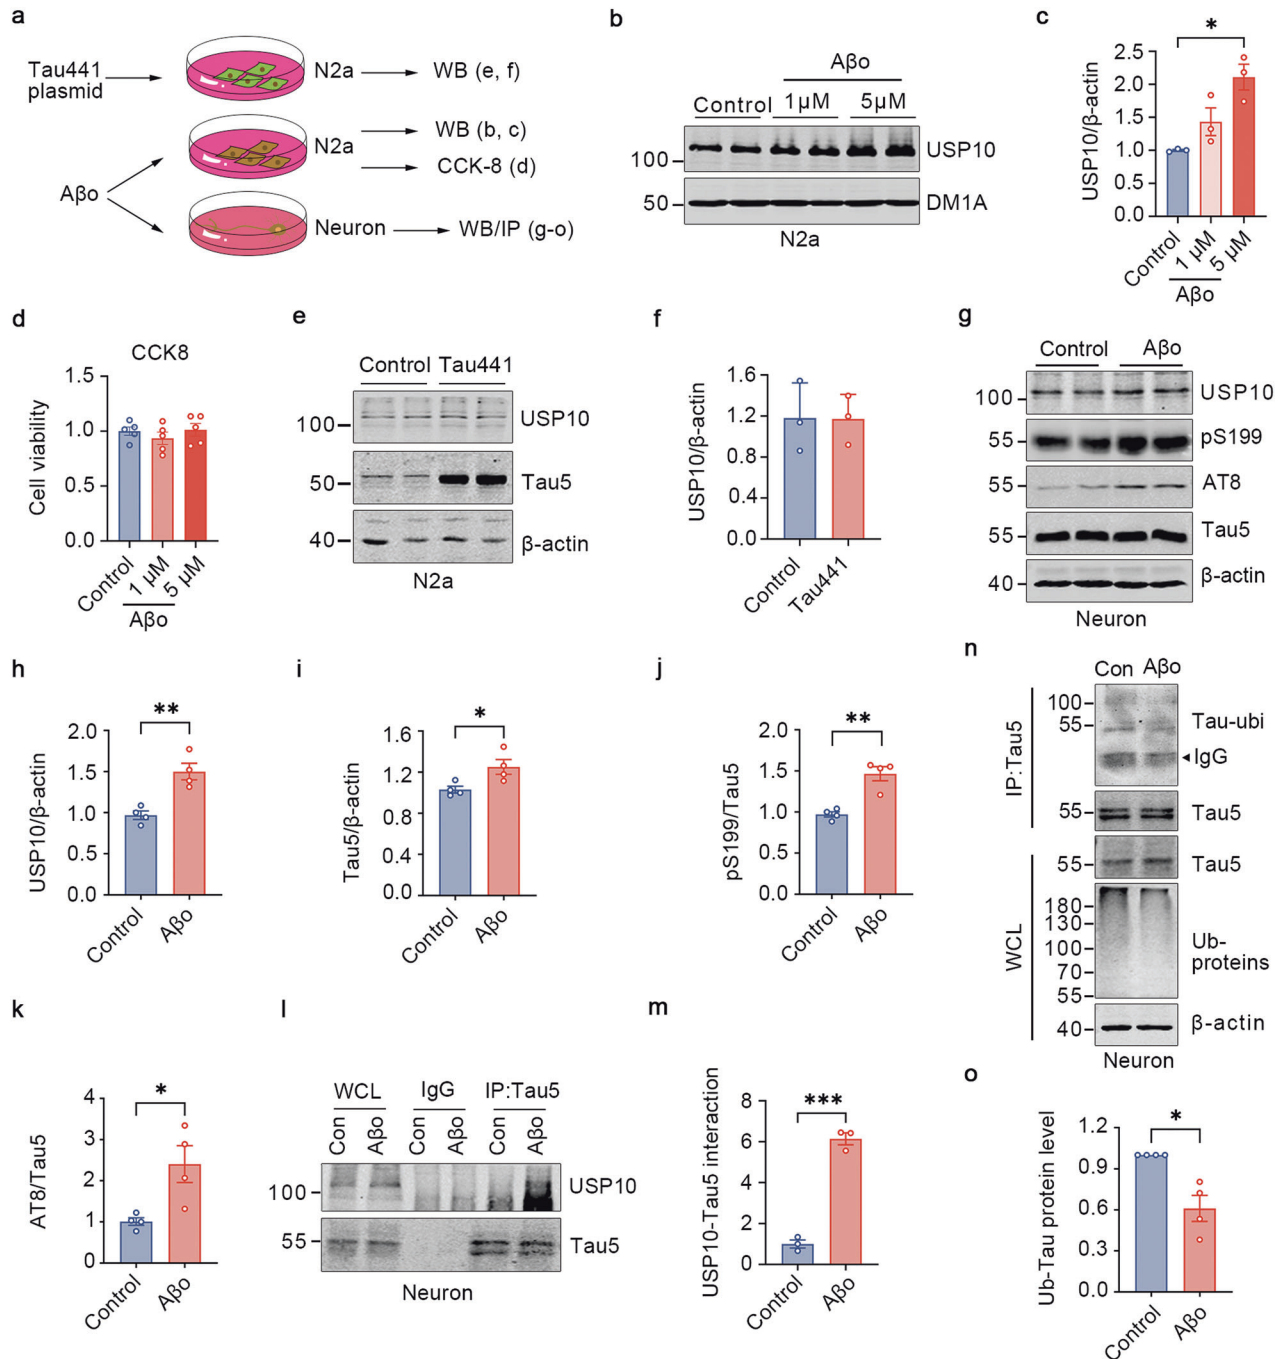 a
Tau441
plasmid
N2a
WB (e, f)
Aβo
N2a
WB (b, c)
CCK-8 (d)
Neuron
WB/IP (g-o)
b
Aβo
Control 1μM 5μM
100
USP10
50
DM1A
N2a
c
*
USP10/β-actin
2.5
2.0
1.5
1.0
0.5
0.0
Control
1 μM
5 μM
Aβo
d
CCK8
Cell viability
1.5
1.0
0.5
0.0
Control
1 μM
5 μM
Aβo
e
Control Tau441
100
USP10
50
Tau5
40
β-actin
N2a
f
USP10/β-actin
1.6
1.2
0.8
0.4
0.0
Control
Tau441
g
Control Aβo
100
USP10
55
pS199
55
AT8
55
Tau5
40
β-actin
Neuron
h
**
USP10/β-actin
2.0
1.5
1.0
0.5
0.0
Control
Aβo
i
*
Tau5/β-actin
1.6
1.2
0.8
0.4
0.0
Control
Aβo
j
**
pS199/Tau5
2.0
1.5
1.0
0.5
0.0
Control
Aβo
n
Con Aβo
IP:Tau5
100
55
Tau-ubi
IgG
55
Tau5
WCL
55
Tau5
180
130
100
70
55
Ub-
proteins
40
β-actin
Neuron
k
*
AT8/Tau5
4
3
2
1
0
Control
Aβo
l
WCL IgG IP:Tau5
Con Aβo Con Aβo Con Aβo
100
USP10
55
Tau5
Neuron
m
***
USP10-Tau5 interaction
8
6
4
2
0
Control
Aβo
o
*
Ub-Tau protein level
1.2
0.9
0.6
0.3
0.0
Control
Aβo